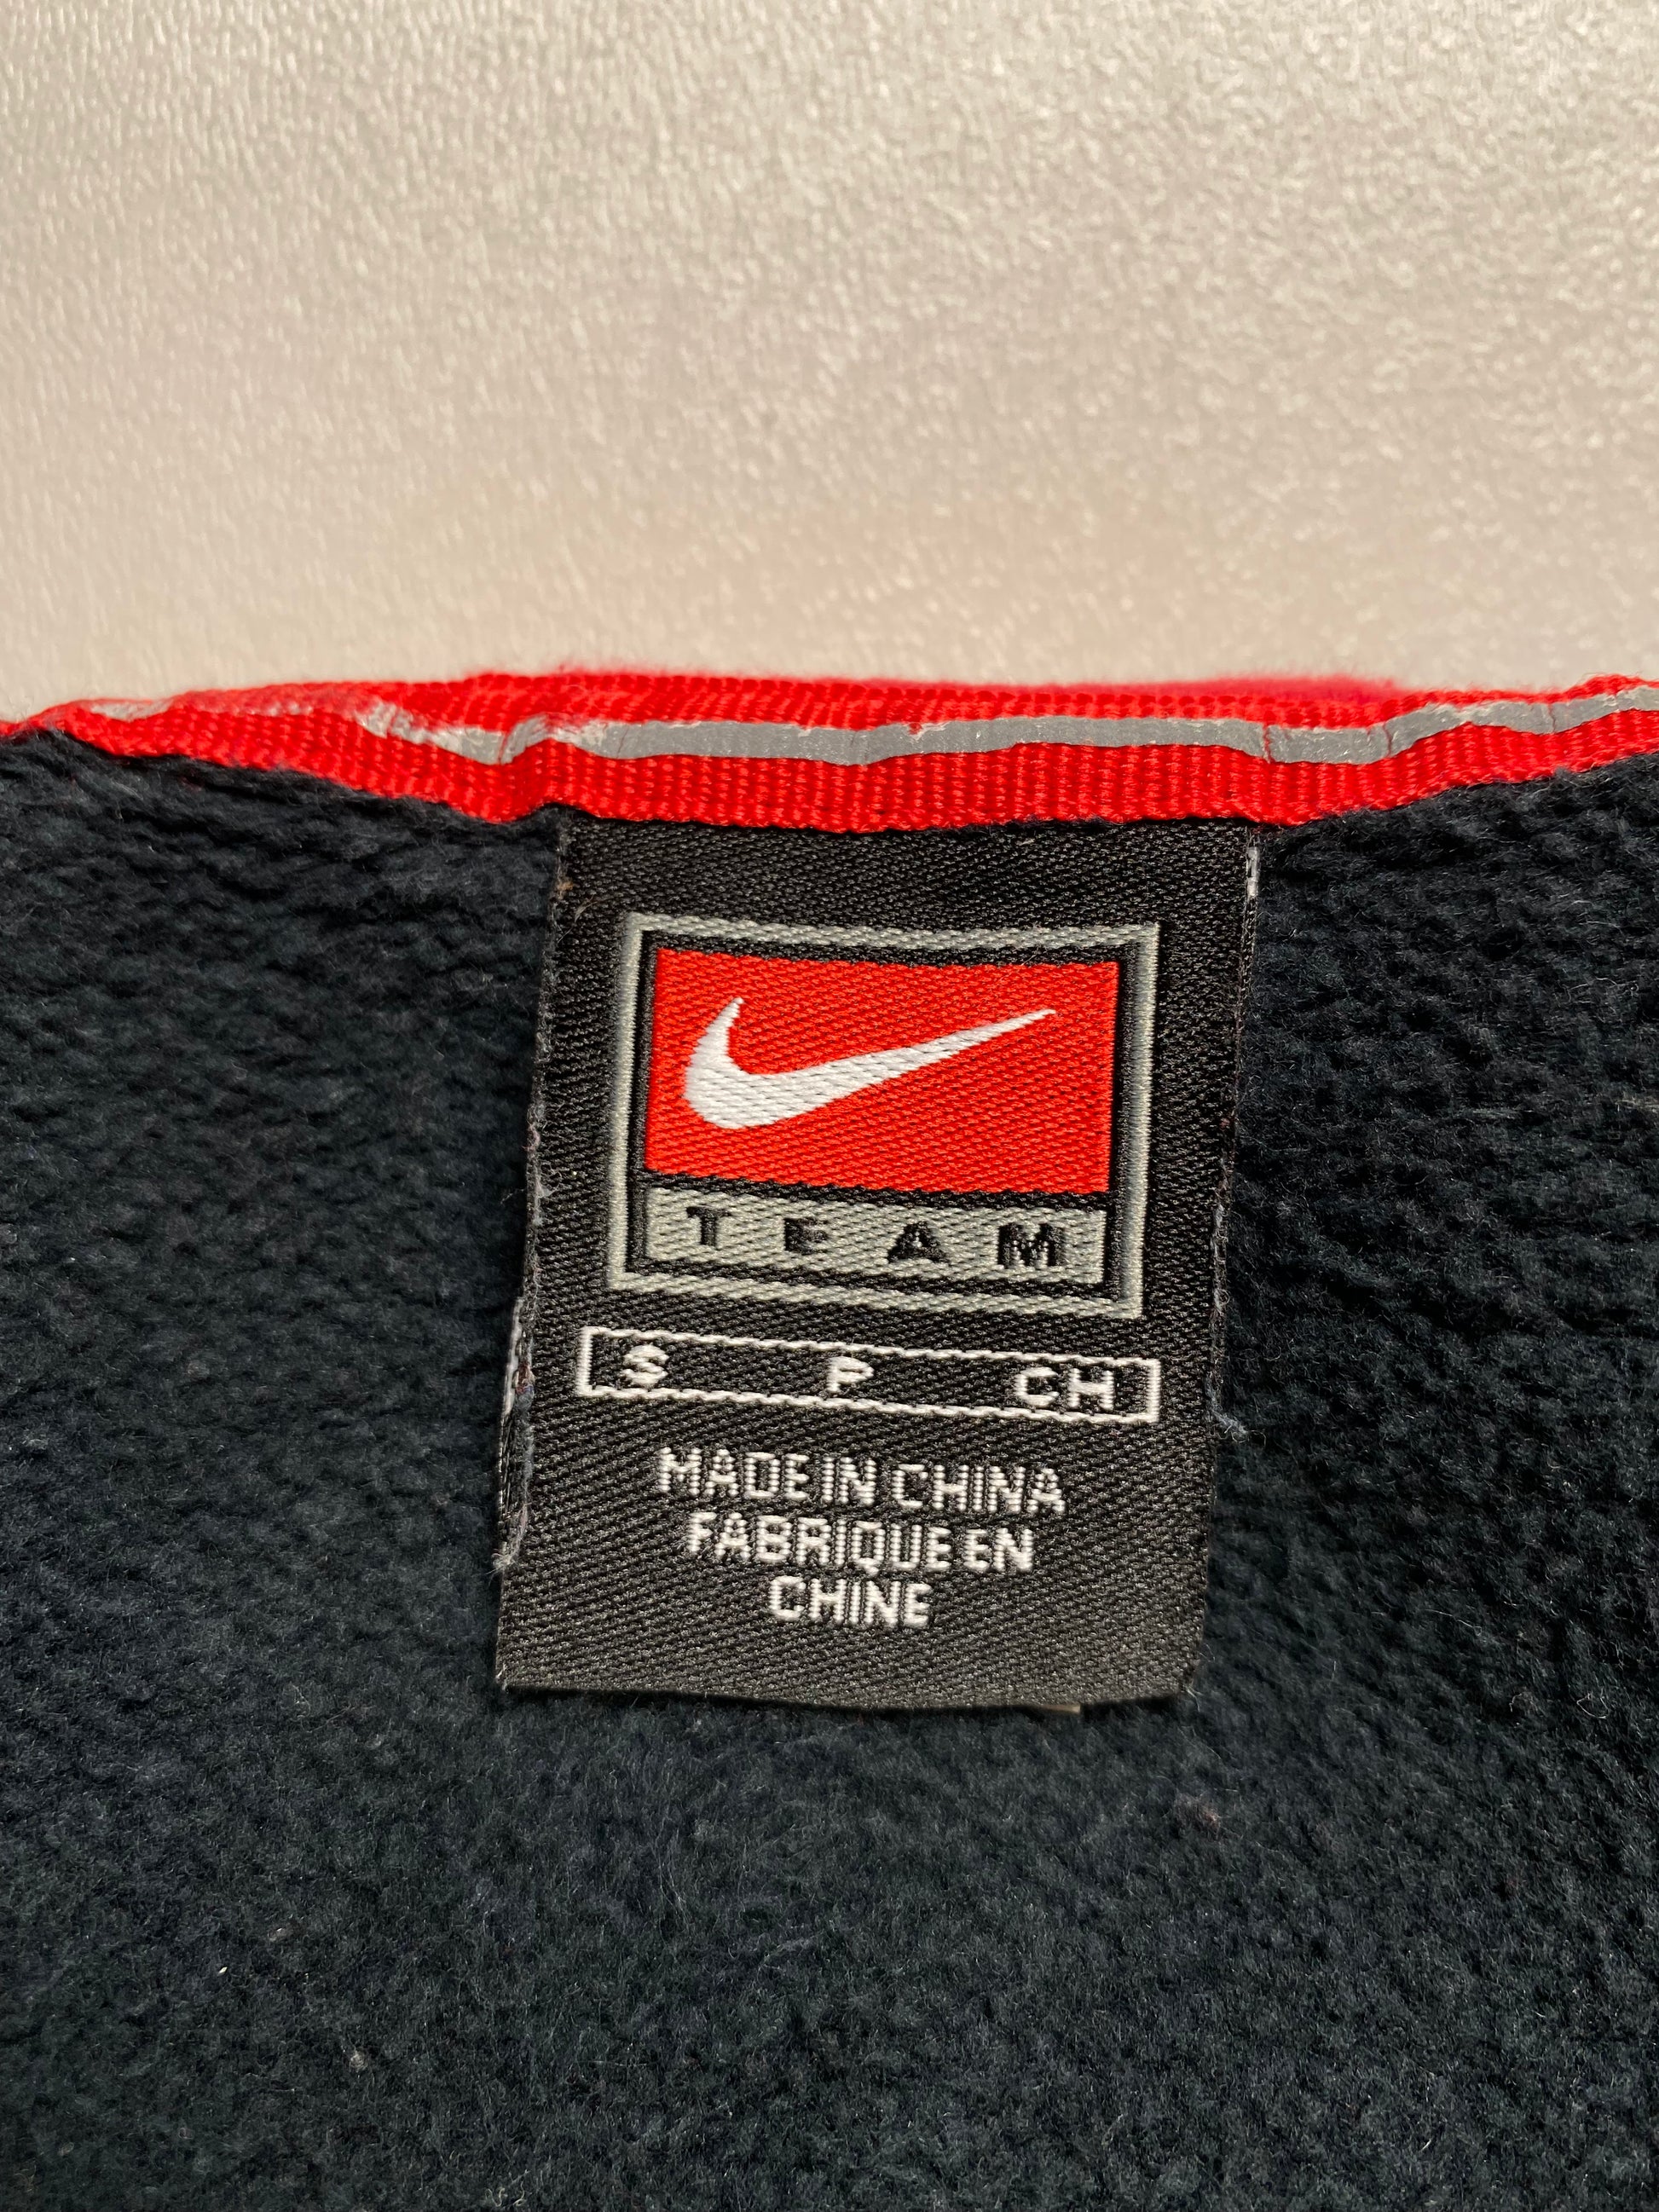 TEAM
S P CH
MADE IN CHINA
FABRIQUE EN
CHINE